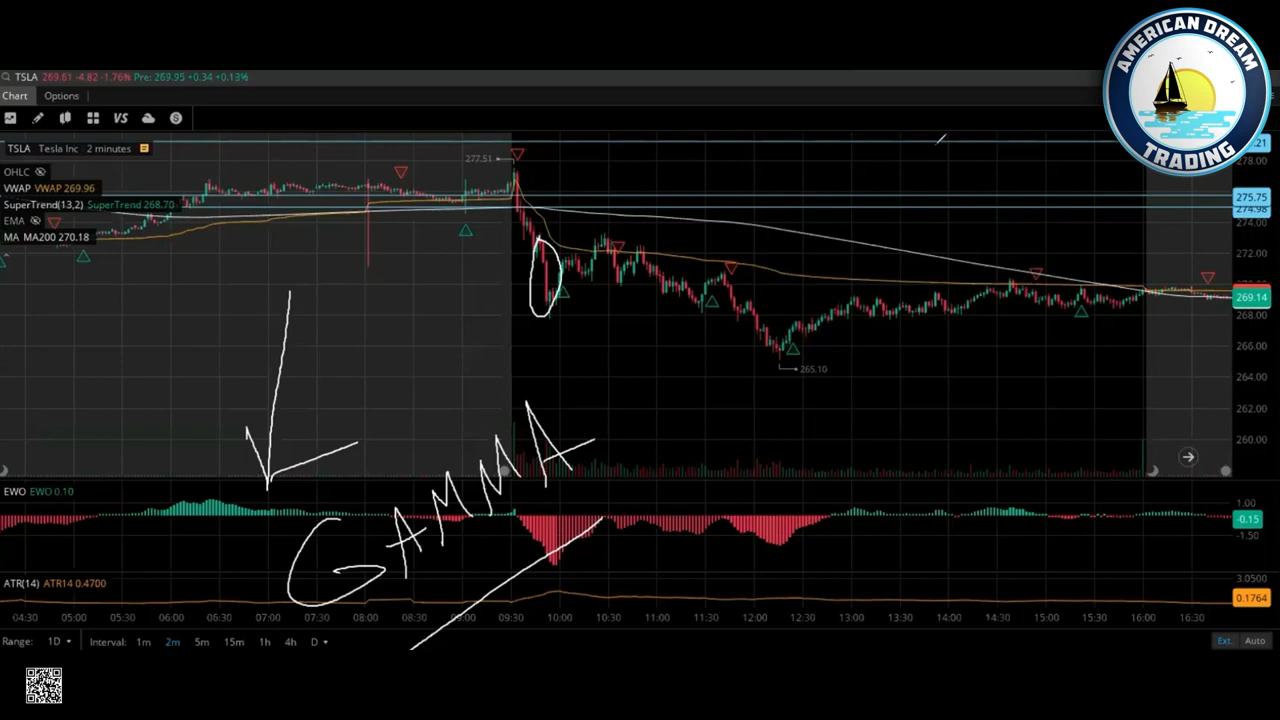 AMERICAN DREAM
TRADING
TSLA 269.61 -4.82 -1.76% Pre: 269.95 +0.34 +0.13%
Chart Options
VS
TSLA Tesla Inc 2 minutes
277.51
278.00
OHLC
VWAP VWAP 269.96
275.75
SuperTrend(13,2) SuperTrend 268.70
274.98
EMA
274.00
MA MA200 270.18
272.00
269.14
268.00
266.00
265.10
264.00
262.00
260.00
GAMMA
EWO EWO 0.10
1.00
-0.15
-1.50
ATR(14) ATR14 0.4700
3.0500
0.1764
04:30 05:00 05:30 06:00 06:30 07:00 07:30 08:00 08:30 09:00 09:30 10:00 10:30 11:00 11:30 12:00 12:30 13:00 13:30 14:00 14:30 15:00 15:30 16:00 16:30
Range: 1D Interval: 1m 2m 5m 15m 1h 4h D Ext. Auto